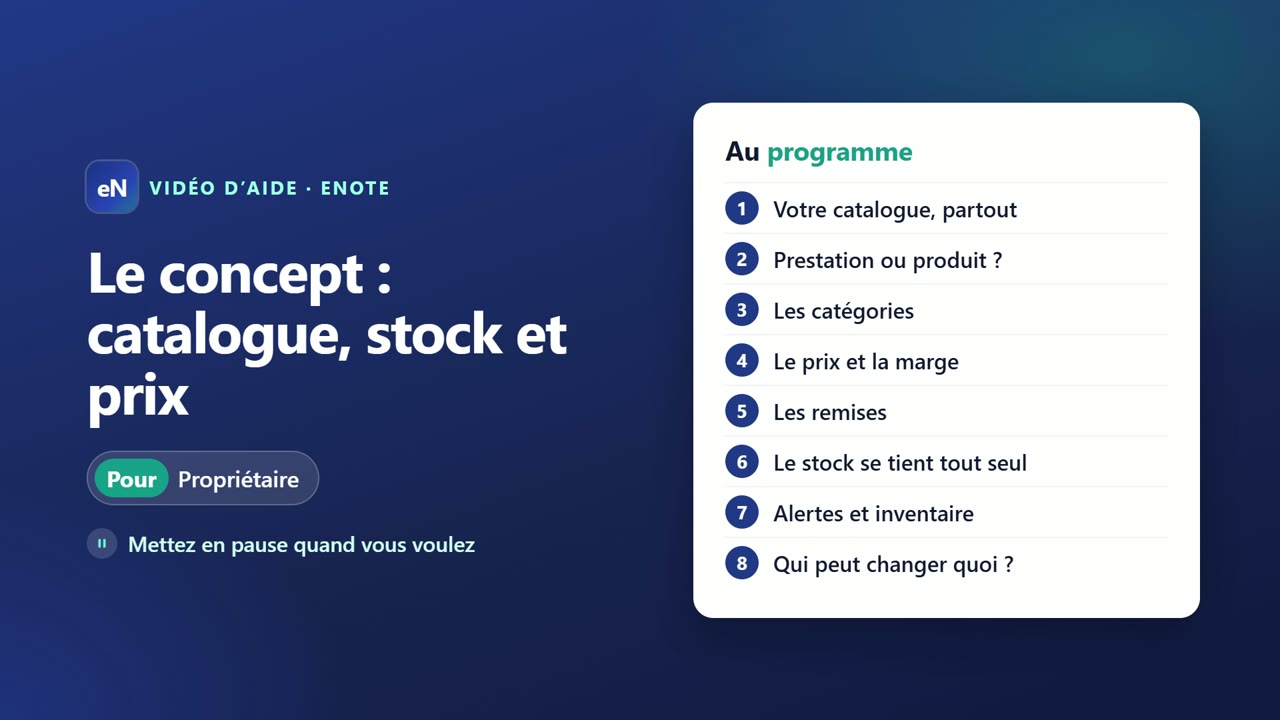 eN
VIDÉO D’AIDE · ENOTE
Le concept :
catalogue, stock et
prix
Pour Propriétaire
Mettez en pause quand vous voulez
Au programme
1 Votre catalogue, partout
2 Prestation ou produit ?
3 Les catégories
4 Le prix et la marge
5 Les remises
6 Le stock se tient tout seul
7 Alertes et inventaire
8 Qui peut changer quoi ?